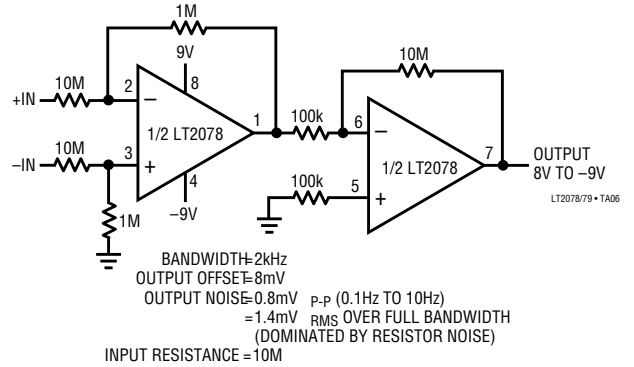 1M
9V
10M
10M
+IN
2
8
−
1/2 LT2078
1
100k
6
−
1/2 LT2078
7
OUTPUT
8V TO −9V
LT2078/79 • TA06
10M
−IN
3
+
4
−9V
100k
5
+
1M
BANDWIDTH=2kHz
OUTPUT OFFSET=8mV
OUTPUT NOISE=0.8mV P-P (0.1Hz TO 10Hz)
=1.4mV RMS OVER FULL BANDWIDTH
(DOMINATED BY RESISTOR NOISE)
INPUT RESISTANCE =10M